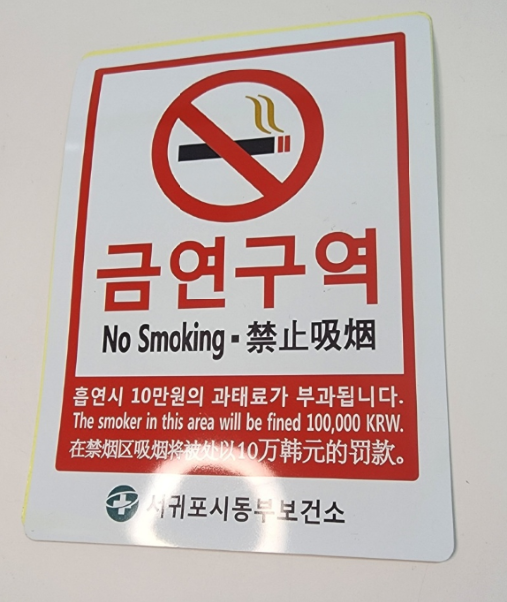 금연구역
No Smoking ▪ 禁止吸烟
흡연시 10만원의 과태료가 부과됩니다.
The smoker in this area will be fined 100,000 KRW.
在禁烟区吸烟将被处以10万韩元的罚款。
서귀포시동부보건소